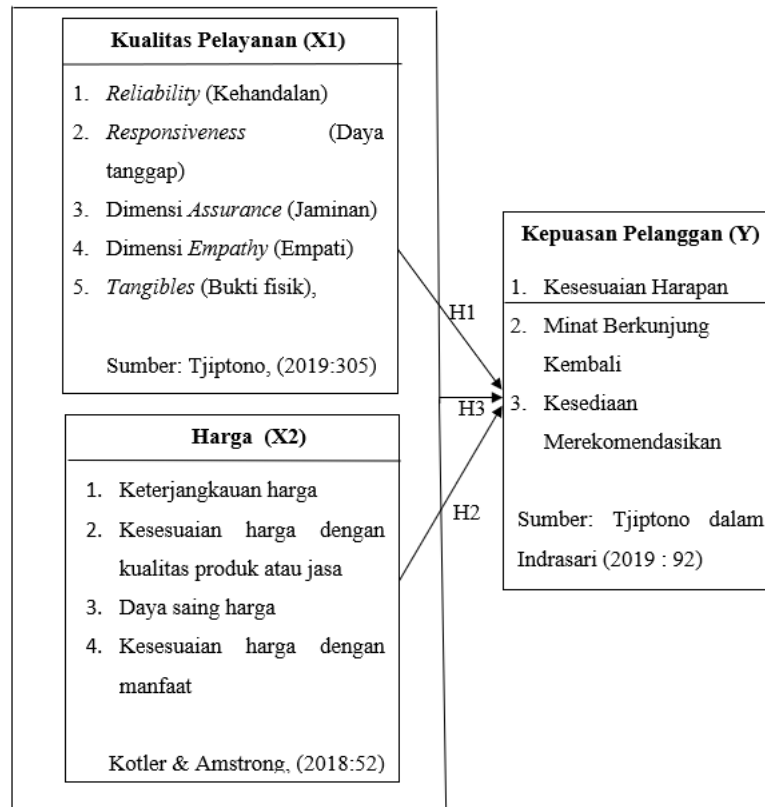 Kualitas Pelayanan (X1)
1. Reliability (Kehandalan)
2. Responsiveness (Daya
tanggap)
3. Dimensi Assurance (Jaminan)
4. Dimensi Empathy (Empati)
5. Tangibles (Bukti fisik),
Sumber: Tjiptono, (2019:305)
Harga (X2)
1. Keterjangkauan harga
2. Kesesuaian harga dengan
kualitas produk atau jasa
3. Daya saing harga
4. Kesesuaian harga dengan
manfaat
Kotler & Amstrong, (2018:52)
H1
H3
H2
Kepuasan Pelanggan (Y)
1. Kesesuaian Harapan
2. Minat Berkunjung
Kembali
3. Kesediaan
Merekomendasikan
Sumber: Tjiptono dalam
Indrasari (2019 : 92)